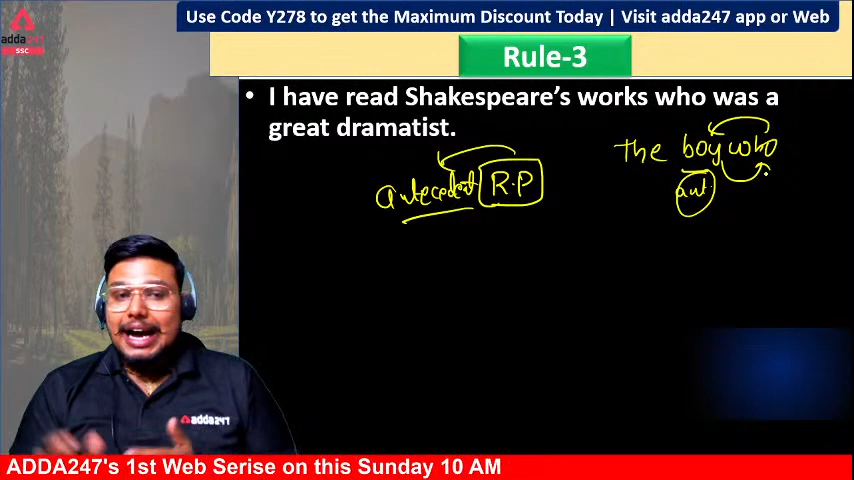 Use Code Y278 to get the Maximum Discount Today | Visit adda247 app or Web
adda247
SSC
Rule-3
• I have read Shakespeare's works who was a
great dramatist.
The boy who
antecedent R.P
ant.
adda247
ADDA247's 1st Web Serise on this Sunday 10 AM